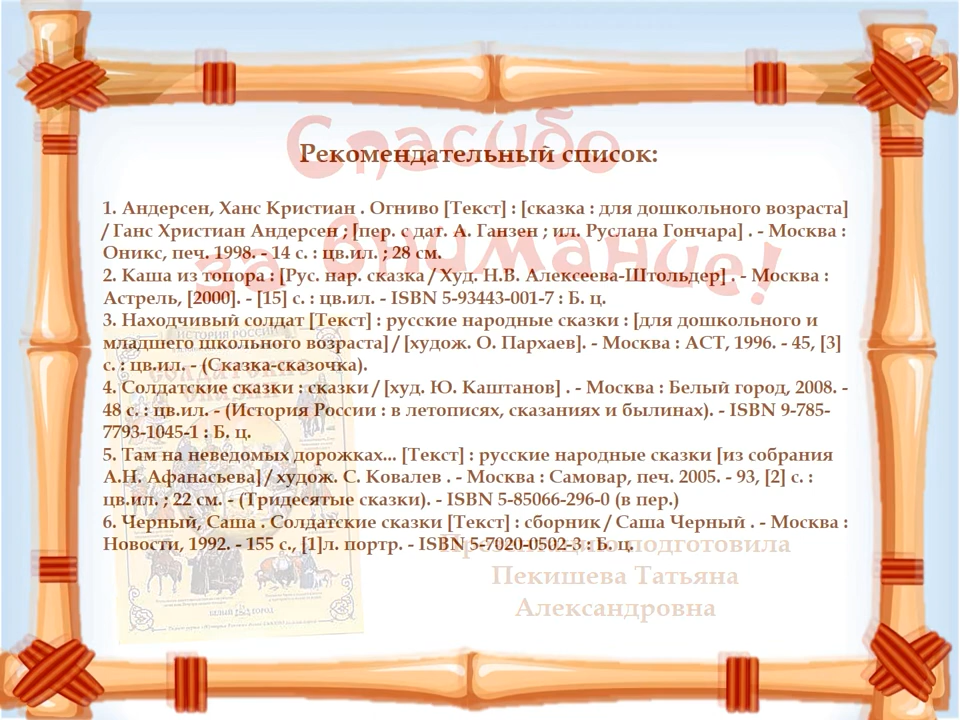 Спасибо
Рекомендательный список:
за внимание!
1. Андерсен, Ханс Кристиан . Огниво [Текст] : [сказка : для дошкольного возраста]
/ Ганс Христиан Андерсен ; [пер. с дат. А. Ганзен ; ил. Руслана Гончара] . - Москва :
Оникс, печ. 1998. - 14 с. : цв.ил. ; 28 см.
2. Каша из топора : [Рус. нар. сказка / Худ. Н.В. Алексеева-Штольдер] . - Москва :
Астрель, [2000]. - [15] с. : цв.ил. - ISBN 5-93443-001-7 : Б. ц.
3. Находчивый солдат [Текст] : русские народные сказки : [для дошкольного и
младшего школьного возраста] / [худож. О. Пархаев]. - Москва : АСТ, 1996. - 45, [3]
с. : цв.ил. - (Сказка-сказочка).
4. Солдатские сказки : сказки / [худ. Ю. Каштанов] . - Москва : Белый город, 2008. -
48 с. : цв.ил. - (История России : в летописях, сказаниях и былинах). - ISBN 9-785-
7793-1045-1 : Б. ц.
5. Там на неведомых дорожках... [Текст] : русские народные сказки [из собрания
А.Н. Афанасьева] / худож. С. Ковалев . - Москва : Самовар, печ. 2005. - 93, [2] с. :
цв.ил. ; 22 см. - (Тридесятые сказки). - ISBN 5-85066-296-0 (в пер.)
6. Черный, Саша . Солдатские сказки [Текст] : сборник / Саша Черный . - Москва :
Новости, 1992. - 155 с., [1]л. портр. - ISBN 5-7020-0502-3 : Б. ц.
ИСТОРИЯ РОССИИ
СОЛДАТСКИЕ
СКАЗКИ
БЕЛЫЙ ГОРОД
подготовила
Пекишева Татьяна
Александровна